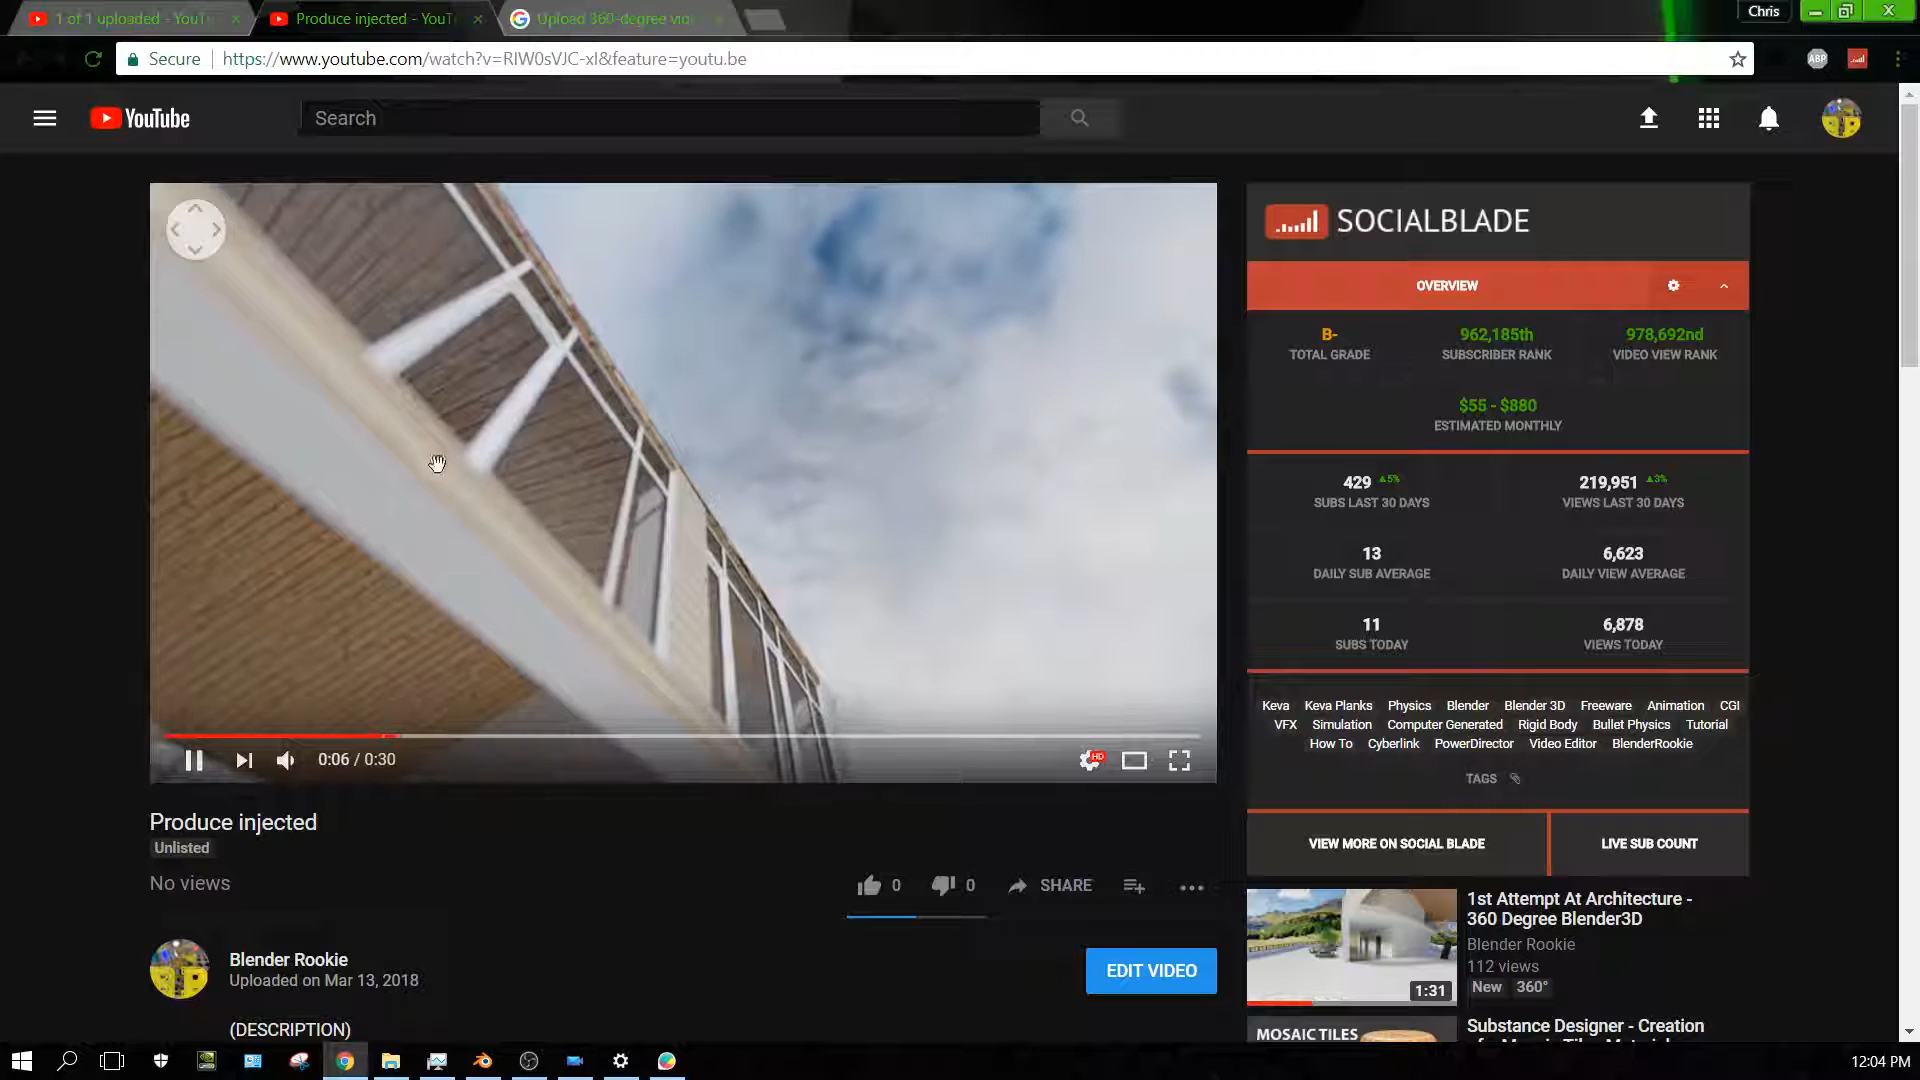 1 of 1 uploaded - YouT
Produce injected - YouT
Upload 360-degree vid
Chris
Secure
https://www.youtube.com/watch?v=RIW0sVJC-xI&feature=youtu.be
ABP
YouTube
Search
SOCIALBLADE
OVERVIEW
B- 962,185th 978,692nd
TOTAL GRADE SUBSCRIBER RANK VIDEO VIEW RANK
$55 - $880
ESTIMATED MONTHLY
429 ▲5% 219,951 ▲3%
SUBS LAST 30 DAYS VIEWS LAST 30 DAYS
13 6,623
DAILY SUB AVERAGE DAILY VIEW AVERAGE
11 6,878
SUBS TODAY VIEWS TODAY
Keva Keva Planks Physics Blender Blender 3D Freeware Animation CGI
VFX Simulation Computer Generated Rigid Body Bullet Physics Tutorial
How To Cyberlink PowerDirector Video Editor BlenderRookie
TAGS
VIEW MORE ON SOCIAL BLADE LIVE SUB COUNT
0:06 / 0:30
HD
Produce injected
Unlisted
No views
0 0 SHARE
Blender Rookie
Uploaded on Mar 13, 2018
EDIT VIDEO
(DESCRIPTION)
1st Attempt At Architecture -
360 Degree Blender3D
Blender Rookie
112 views
New 360°
1:31
MOSAIC TILES
Substance Designer - Creation
12:04 PM